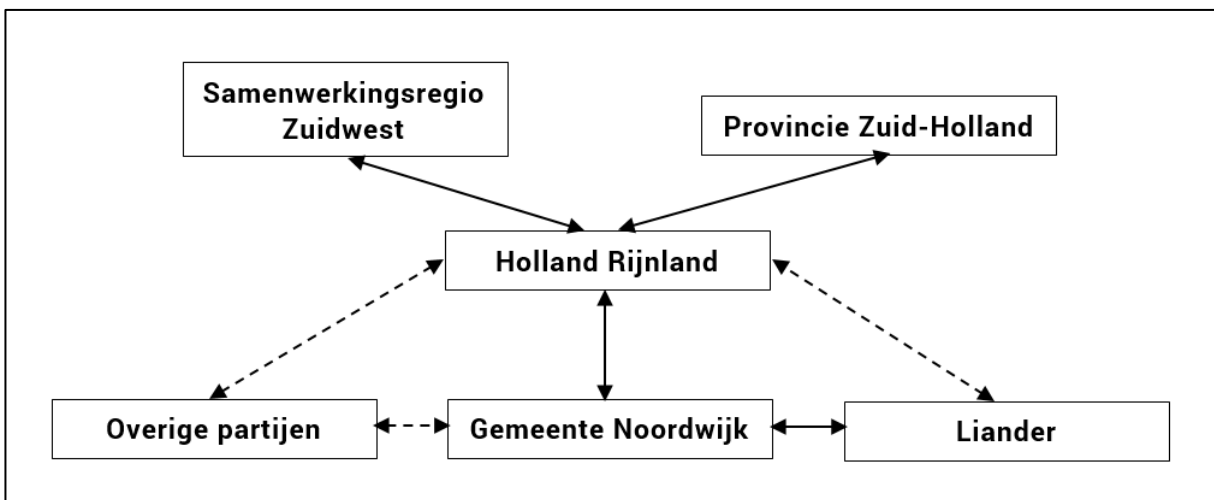 Samenwerkingsregio
Zuidwest
Provincie Zuid-Holland
Holland Rijnland
Overige partijen
Gemeente Noordwijk
Liander